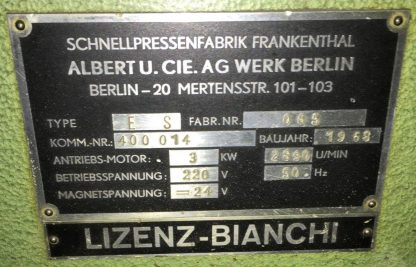 SCHNELLPRESSENFABRIK FRANKENTHAL
ALBERT U. CIE. AG WERK BERLIN
BERLIN-20 MERTENSSTR. 101-103
TYPE E S FABR. NR.
KOMM.-NR.: 400 014 BAUJAHR: 1968
ANTRIEBS-MOTOR: 3 KW U/MIN
BETRIEBSSPANNUNG: 220 V 50 Hz
MAGNETSPANNUNG: =24 V
LIZENZ-BIANCHI